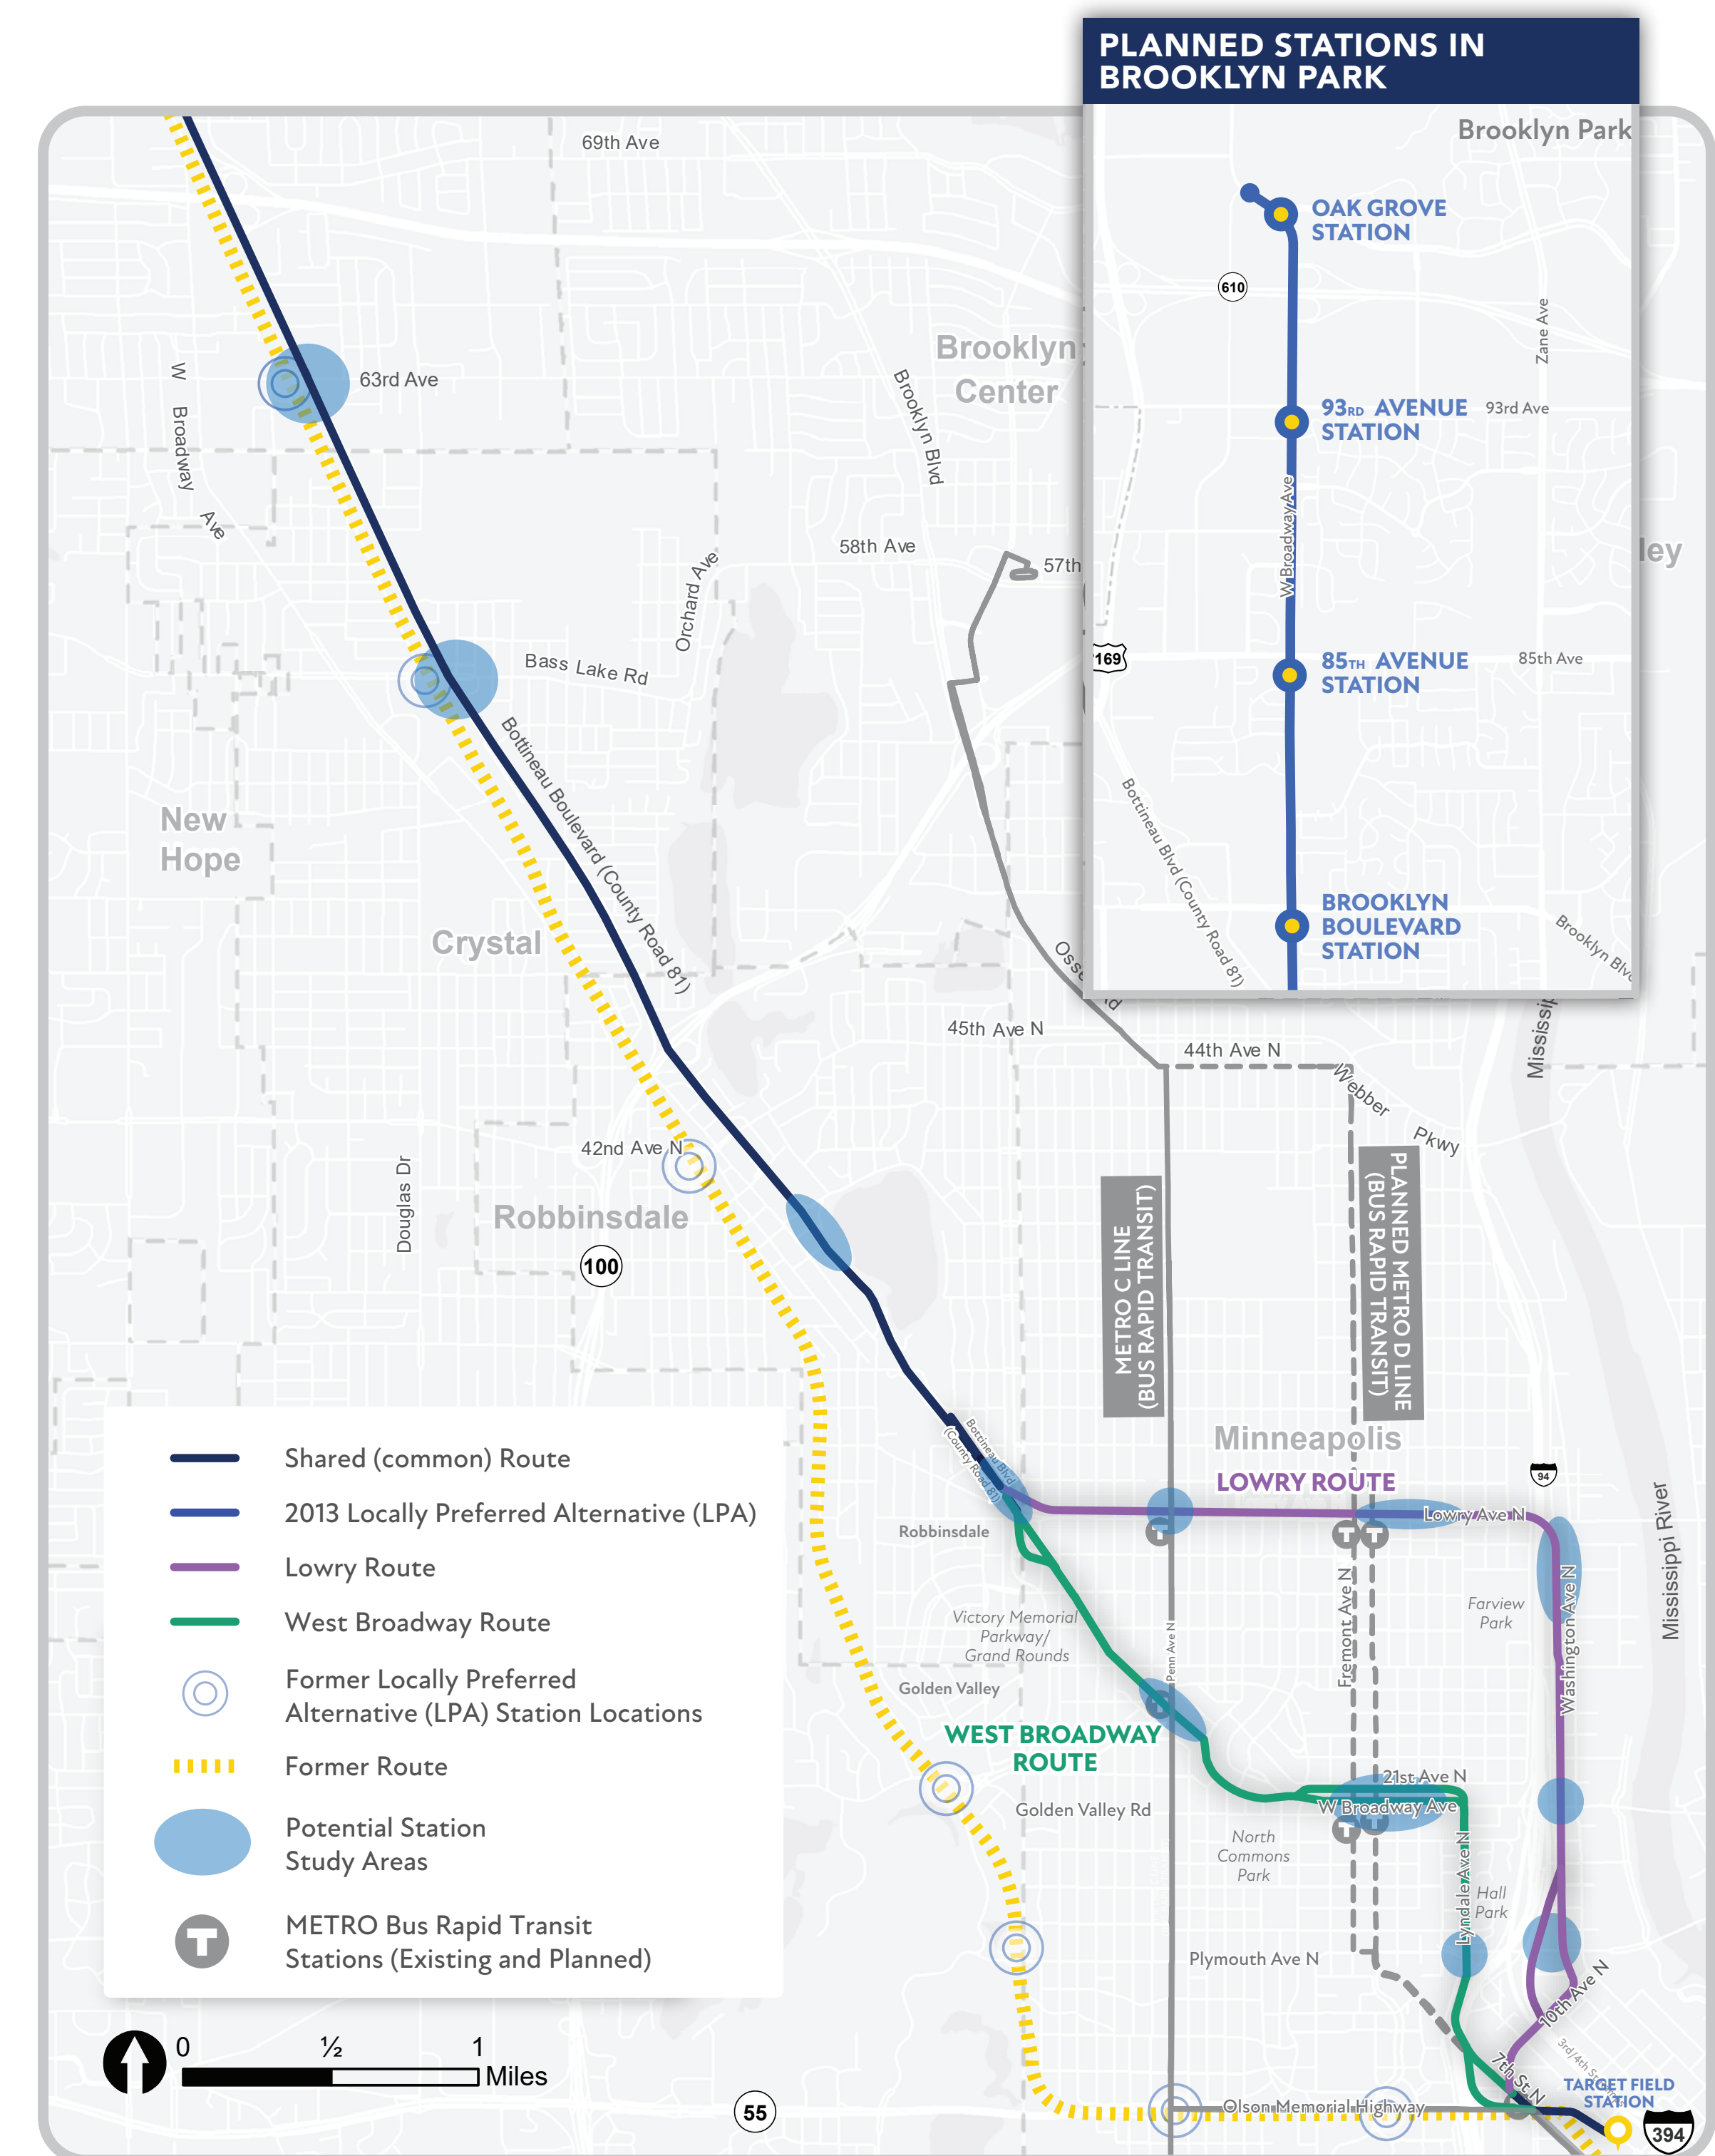 PLANNED STATIONS IN
BROOKLYN PARK
Brooklyn Park
OAK GROVE
STATION
610
Zane Ave
93RD AVENUE
STATION
93rd Ave
W Broadway Ave
85TH AVENUE
STATION
85th Ave
169
Bottineau Blvd (County Road 81)
BROOKLYN
BOULEVARD
STATION
Brooklyn Blvd
69th Ave
63rd Ave
W Broadway Ave
Brooklyn
Center
Brooklyn Blvd
58th Ave
57th
ley
Orchard Ave
Bass Lake Rd
Bottineau Boulevard (County Road 81)
New
Hope
Crystal
45th Ave N
44th Ave N
Webber Pkwy
Mississip
42nd Ave N
Robbinsdale
Douglas Dr
100
METRO C LINE
(BUS RAPID TRANSIT)
PLANNED METRO D LINE
(BUS RAPID TRANSIT)
Minneapolis
LOWRY ROUTE
94
Lowry Ave N
Bottineau Blvd
(County Road 81)
Robbinsdale
Mississippi River
Fremont Ave N
Farview
Park
Washington Ave N
Penn Ave N
Victory Memorial
Parkway/
Grand Rounds
Golden Valley
WEST BROADWAY
ROUTE
21st Ave N
W Broadway Ave
Golden Valley Rd
North
Commons
Park
Lyndale Ave N
Hall
Park
Plymouth Ave N
10th Ave N
7th St N
TARGET FIELD
STATION
Olson Memorial Highway
394
55
Shared (common) Route
2013 Locally Preferred Alternative (LPA)
Lowry Route
West Broadway Route
Former Locally Preferred
Alternative (LPA) Station Locations
Former Route
Potential Station
Study Areas
T
METRO Bus Rapid Transit
Stations (Existing and Planned)
0 ½ 1
Miles